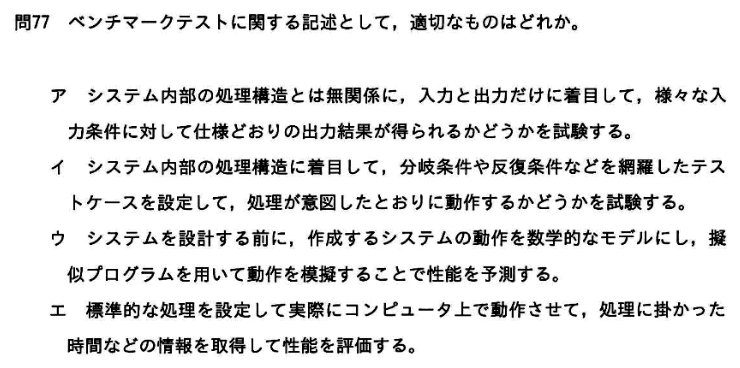 問77　ベンチマークテストに関する記述として，適切なものはどれか。
ア　システム内部の処理構造とは無関係に，入力と出力だけに着目して，様々な入
力条件に対して仕様どおりの出力結果が得られるかどうかを試験する。
イ　システム内部の処理構造に着目して，分岐条件や反復条件などを網羅したテス
トケースを設定して，処理が意図したとおりに動作するかどうかを試験する。
ウ　システムを設計する前に，作成するシステムの動作を数学的なモデルにし，擬
似プログラムを用いて動作を模擬することで性能を予測する。
エ　標準的な処理を設定して実際にコンピュータ上で動作させて，処理に掛かった
時間などの情報を取得して性能を評価する。